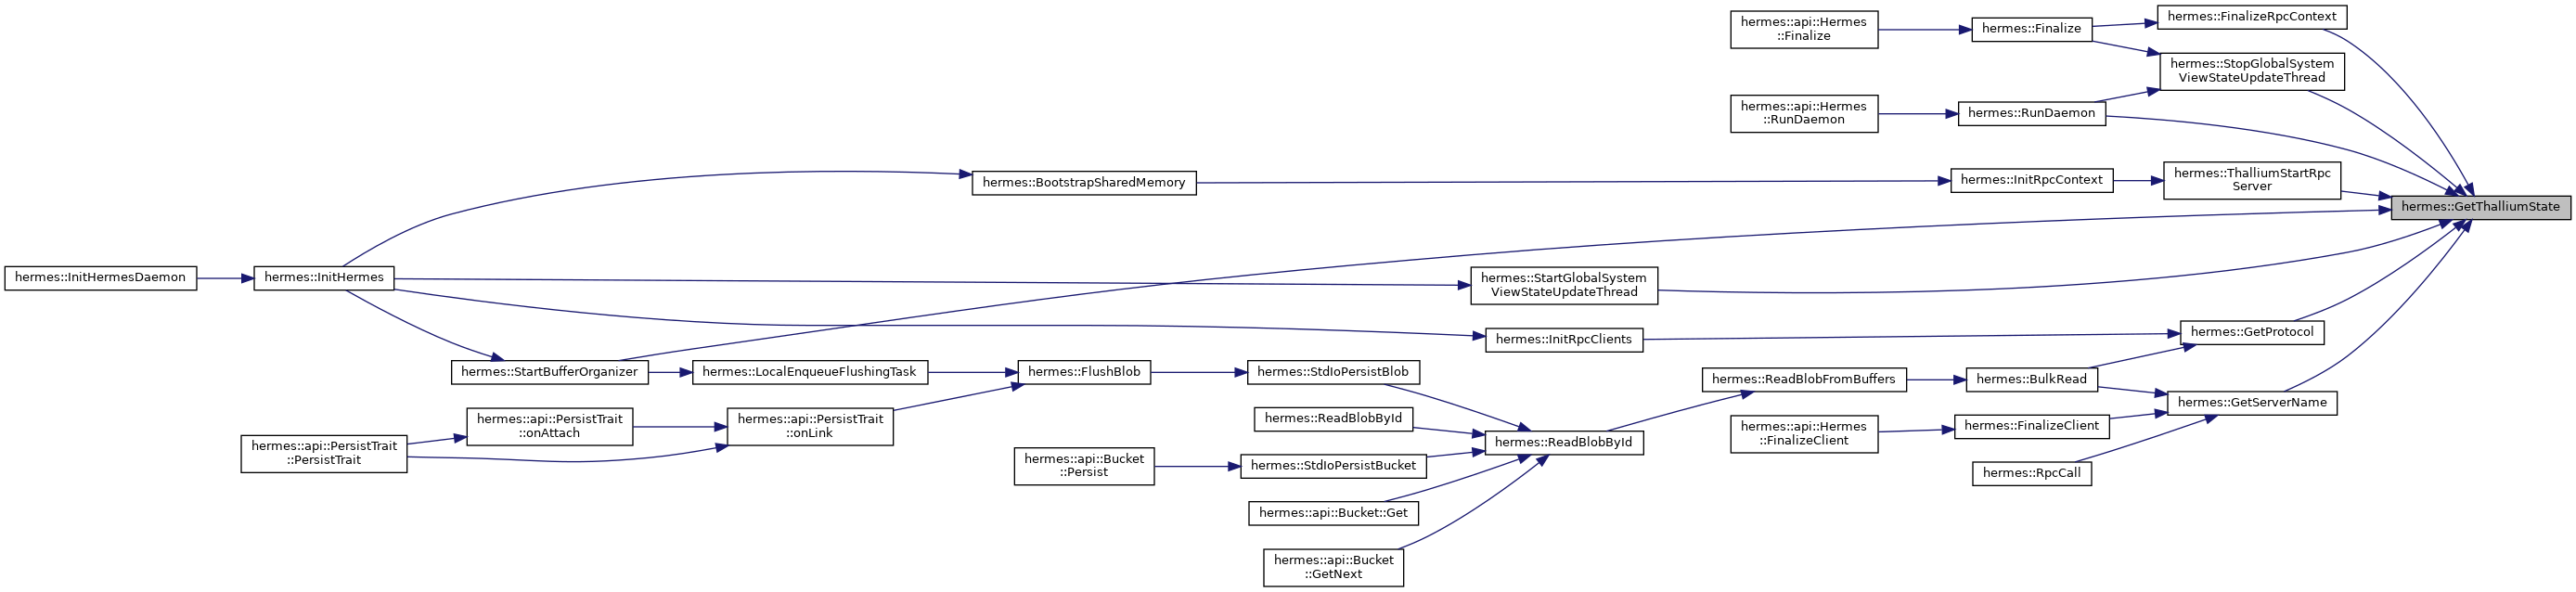 hermes::FinalizeRpcContext
hermes::api::Hermes
::Finalize
hermes::Finalize
hermes::StopGlobalSystem
ViewStateUpdateThread
hermes::api::Hermes
::RunDaemon
hermes::RunDaemon
hermes::BootstrapSharedMemory
hermes::InitRpcContext
hermes::ThalliumStartRpc
Server
hermes::GetThalliumState
hermes::InitHermesDaemon
hermes::InitHermes
hermes::StartGlobalSystem
ViewStateUpdateThread
hermes::InitRpcClients
hermes::GetProtocol
hermes::StartBufferOrganizer
hermes::LocalEnqueueFlushingTask
hermes::FlushBlob
hermes::StdIoPersistBlob
hermes::ReadBlobFromBuffers
hermes::BulkRead
hermes::GetServerName
hermes::api::PersistTrait
::PersistTrait
hermes::api::PersistTrait
::onAttach
hermes::api::PersistTrait
::onLink
hermes::ReadBlobById
hermes::ReadBlobById
hermes::api::Hermes
::FinalizeClient
hermes::FinalizeClient
hermes::api::Bucket
::Persist
hermes::StdIoPersistBucket
hermes::RpcCall
hermes::api::Bucket::Get
hermes::api::Bucket
::GetNext